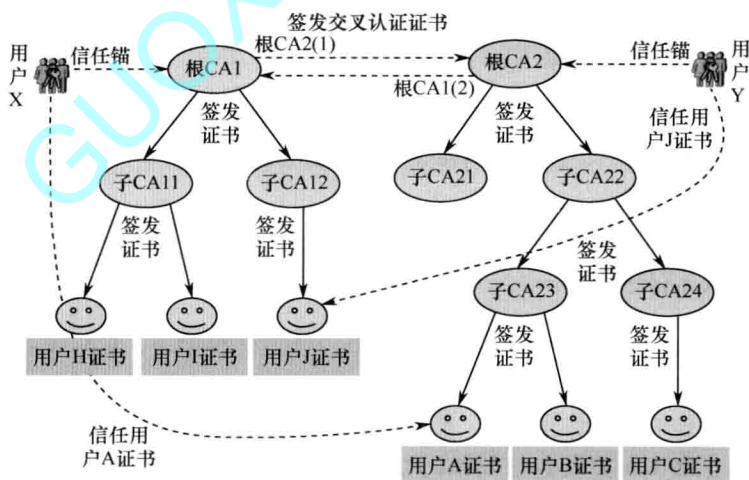 签发交叉认证证书
用户X
信任锚
根CA1
根CA2(1)
根CA1(2)
根CA2
信任锚
用户Y
签发
证书
签发
证书
信任用
户J证书
子CA11
子CA12
子CA21
子CA22
签发
证书
签发
证书
签发
证书
子CA23
子CA24
用户H证书
用户I证书
用户J证书
签发
证书
签发
证书
信任用
户A证书
用户A证书
用户B证书
用户C证书
GUO